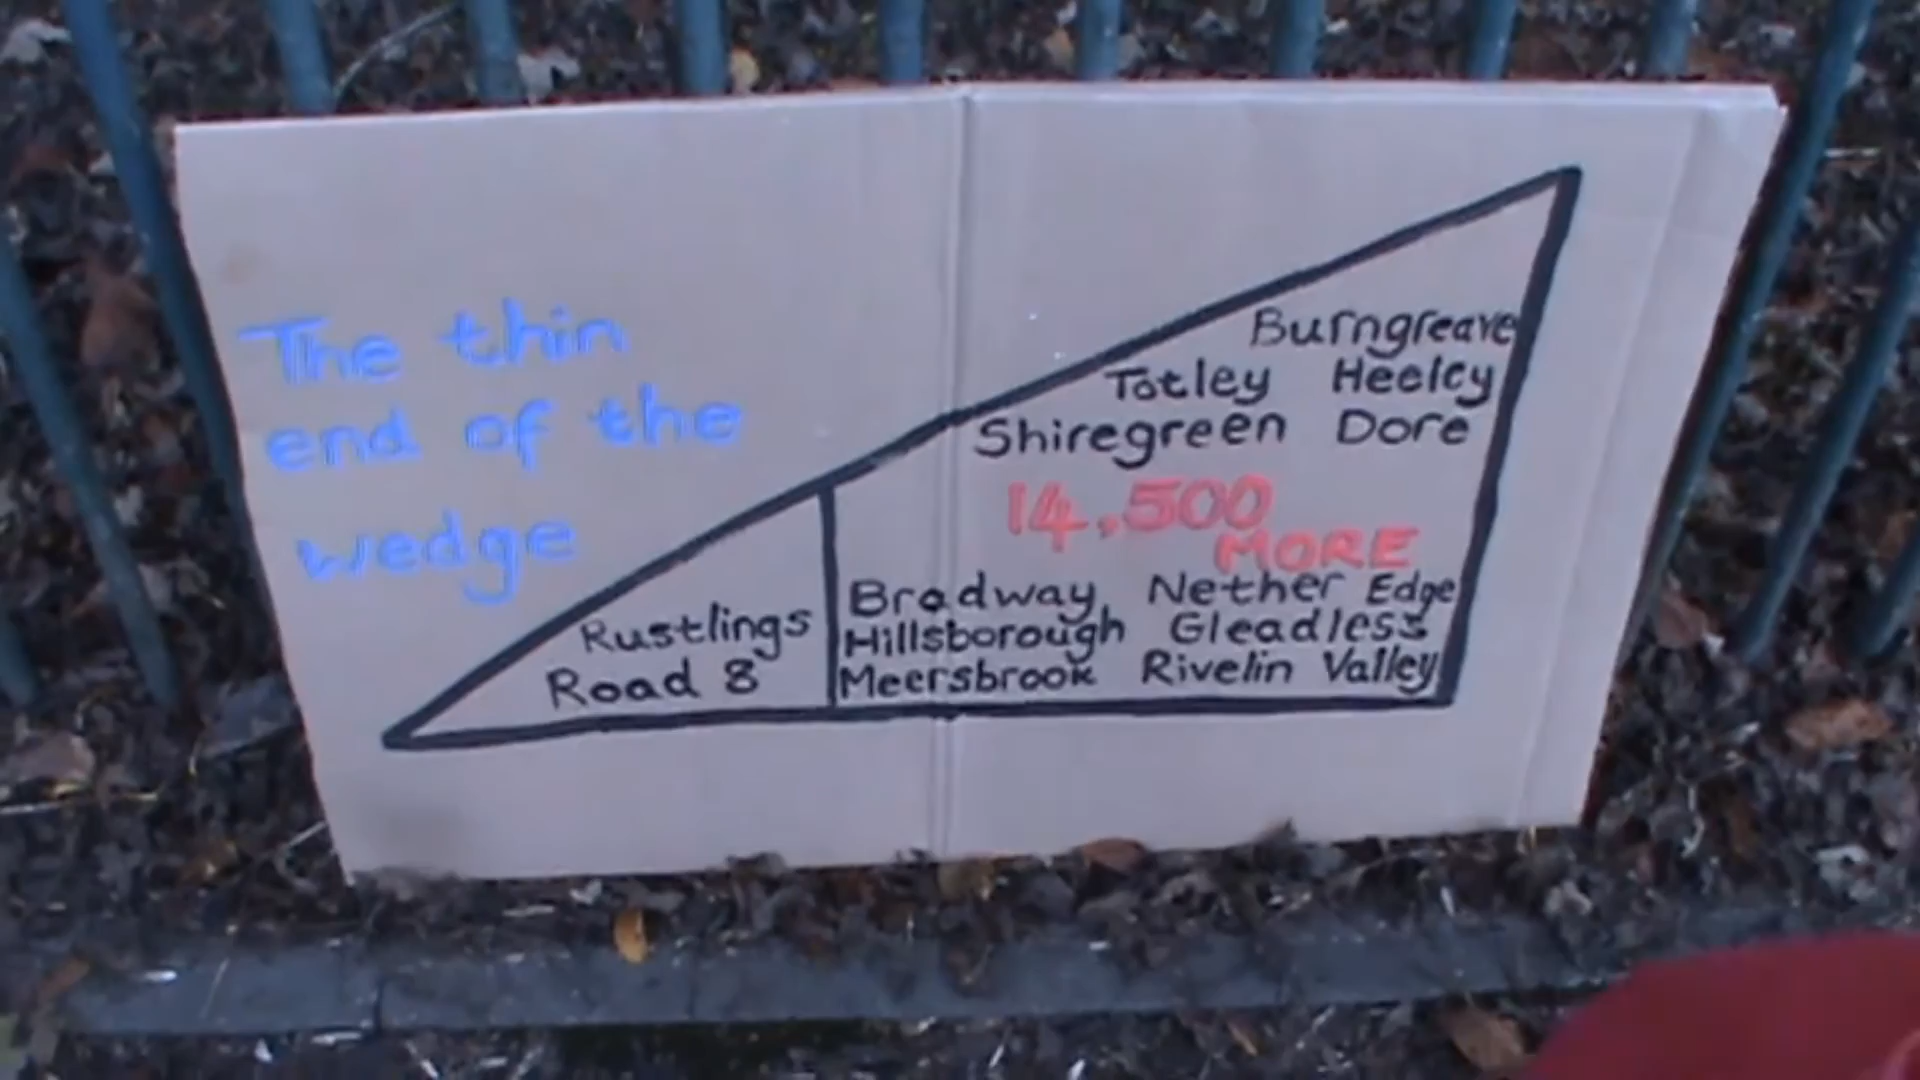 The thin
end of the
wedge
Rustlings
Road 8
Burngreave
Totley Heeley
Shiregreen Dore
14,500
MORE
Bradway Nether Edge
Hillsborough Gleadless
Meersbrook Rivelin Valley